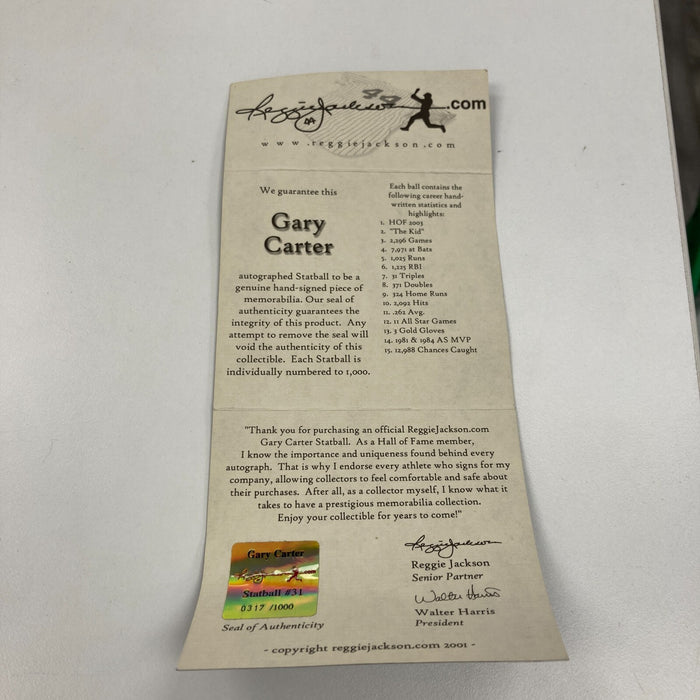 Reggie Jackson 44 .com
www.reggiejackson.com
We guarantee this
Gary
Carter
autographed Statball to be a
genuine hand-signed piece of
memorabilia. Our seal of
authenticity guarantees the
integrity of this product. Any
attempt to remove the seal will
void the authenticity of this
collectible. Each Statball is
individually numbered to 1,000.
Each ball contains the
following career hand-
written statistics and
highlights:
1. HOF 2003
2. "The Kid"
3. 2,296 Games
4. 7,971 at Bats
5. 1,025 Runs
6. 1,225 RBI
7. 31 Triples
8. 371 Doubles
9. 324 Home Runs
10. 2,092 Hits
11. .262 Avg.
12. 11 All Star Games
13. 3 Gold Gloves
14. 1981 & 1984 AS MVP
15. 12,988 Chances Caught
"Thank you for purchasing an official ReggieJackson.com
Gary Carter Statball. As a Hall of Fame member,
I know the importance and uniqueness found behind every
autograph. That is why I endorse every athlete who signs for my
company, allowing collectors to feel comfortable and safe about
their purchases. After all, as a collector myself, I know what it
takes to have a prestigious memorabilia collection.
Enjoy your collectible for years to come!"
Gary Carter
Reggie Jackson
Statball #31
0317 /1000
Seal of Authenticity
Reggie Jackson
Reggie Jackson
Senior Partner
Walter Harris
Walter Harris
President
- copyright reggiejackson.com 2001 -